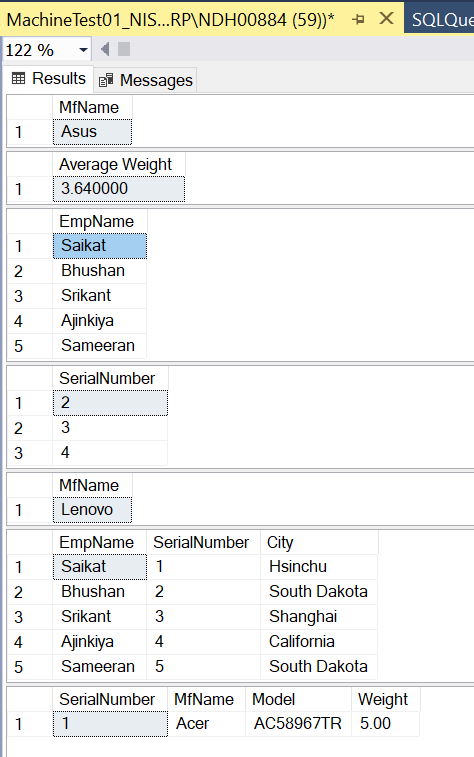 MachineTest01_NIS...RP\NDH00884 (59))* SQLQue
122 %
Results Messages
MfName
1 Asus
Average Weight
1 3.640000
EmpName
1 Saikat
2 Bhushan
3 Srikant
4 Ajinkiya
5 Sameeran
SerialNumber
1 2
2 3
3 4
MfName
1 Lenovo
EmpName SerialNumber City
1 Saikat 1 Hsinchu
2 Bhushan 2 South Dakota
3 Srikant 3 Shanghai
4 Ajinkiya 4 California
5 Sameeran 5 South Dakota
SerialNumber MfName Model Weight
1 1 Acer AC58967TR 5.00